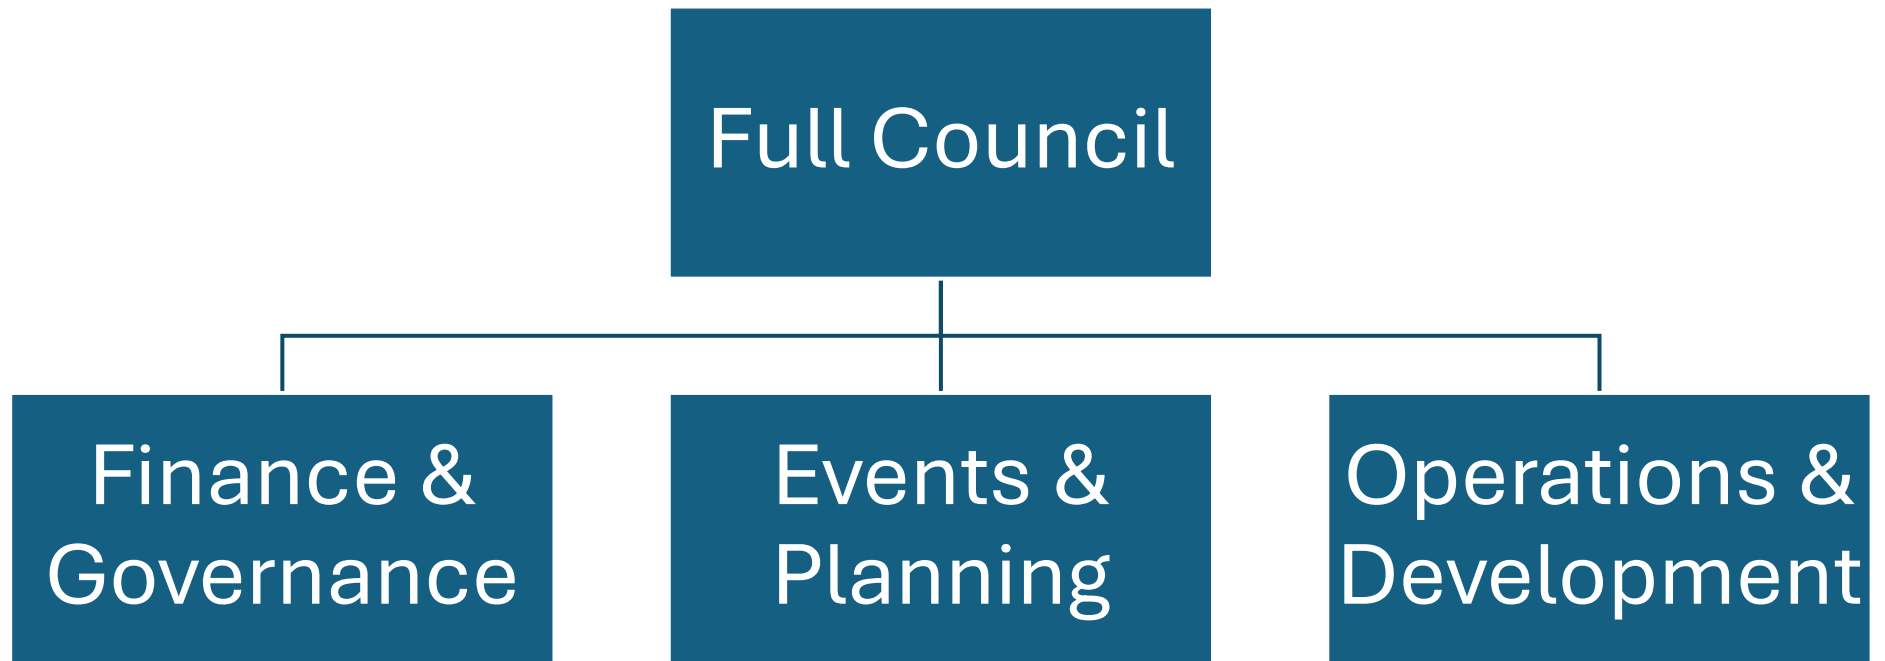 Full Council
Finance &
Governance
Events &
Planning
Operations &
Development